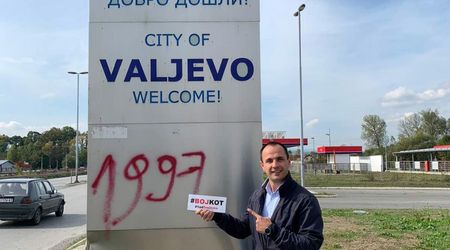 ДОБРО ДОШЛИ!
CITY OF
VALJEVO
WELCOME!
1997
#BOJKOT